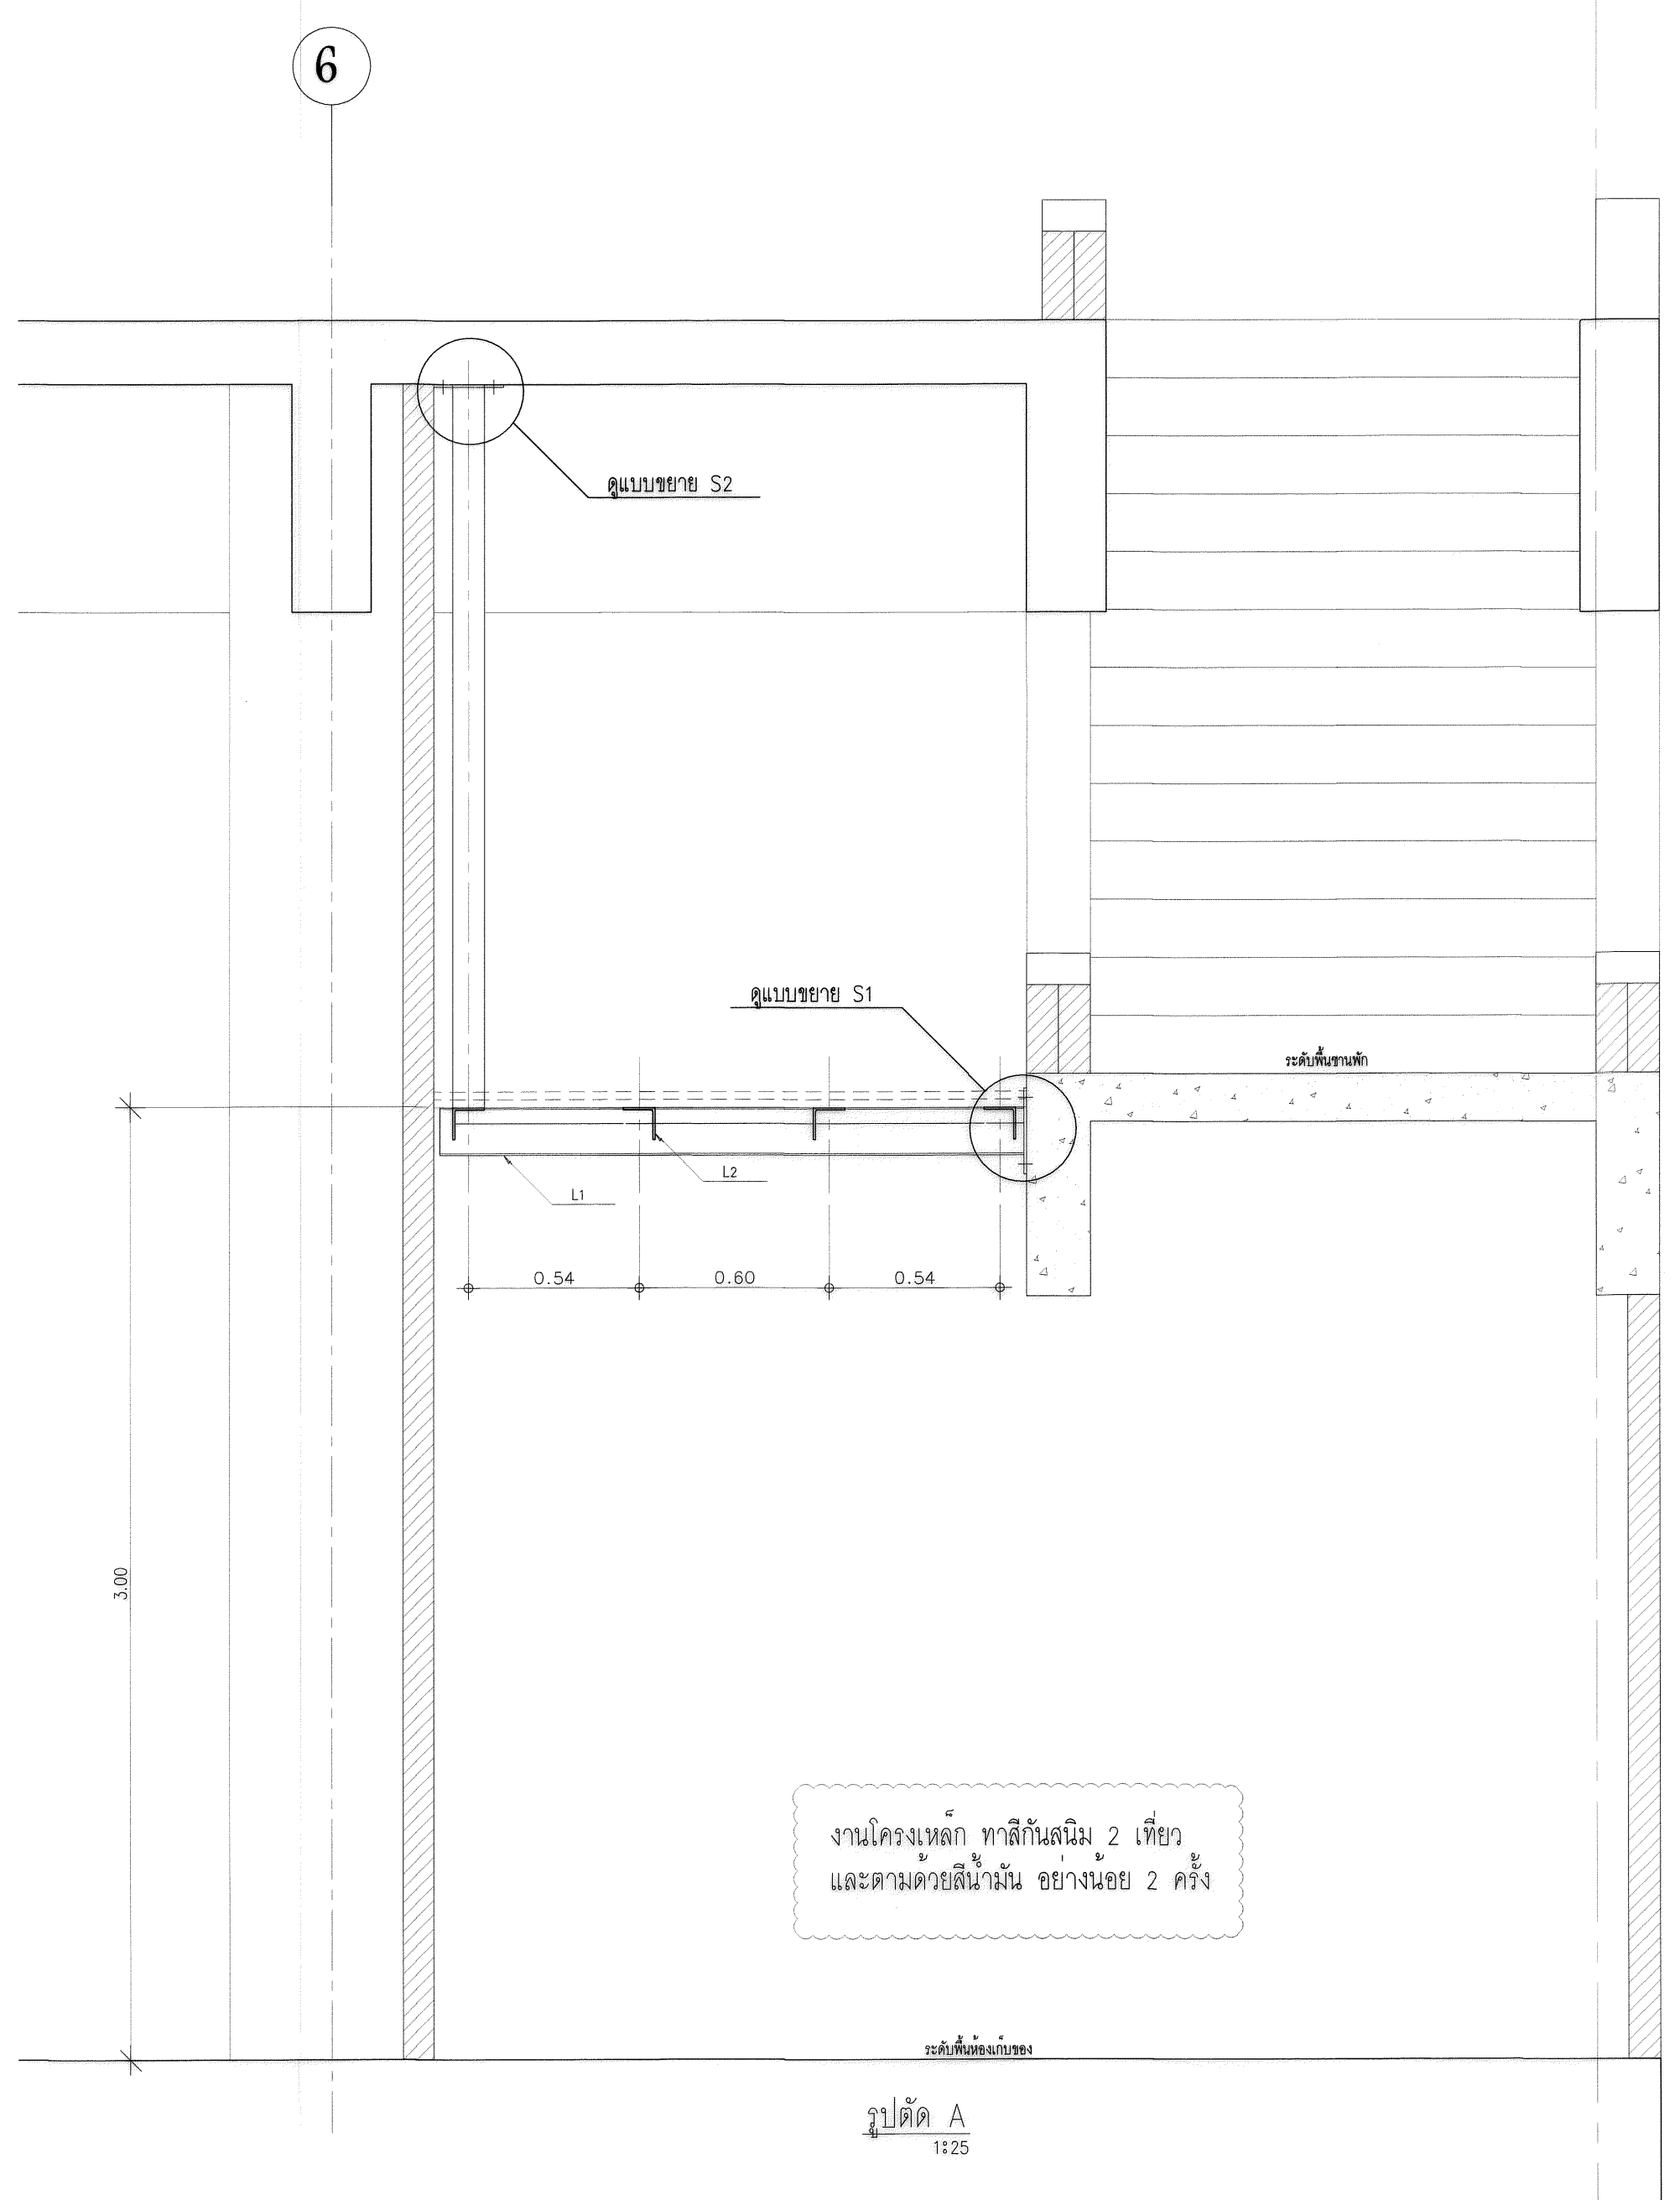 6
ดูแบบขยาย S2
ดูแบบขยาย S1
ระดับพื้นชานพัก
L2
L1
0.54
0.60
0.54
3.00
งานโครงเหล็ก ทาสีกันสนิม 2 เที่ยว
และตามด้วยสีน้ำมัน อย่างน้อย 2 ครั้ง
ระดับพื้นห้องเก็บของ
รูปตัด A
1:25